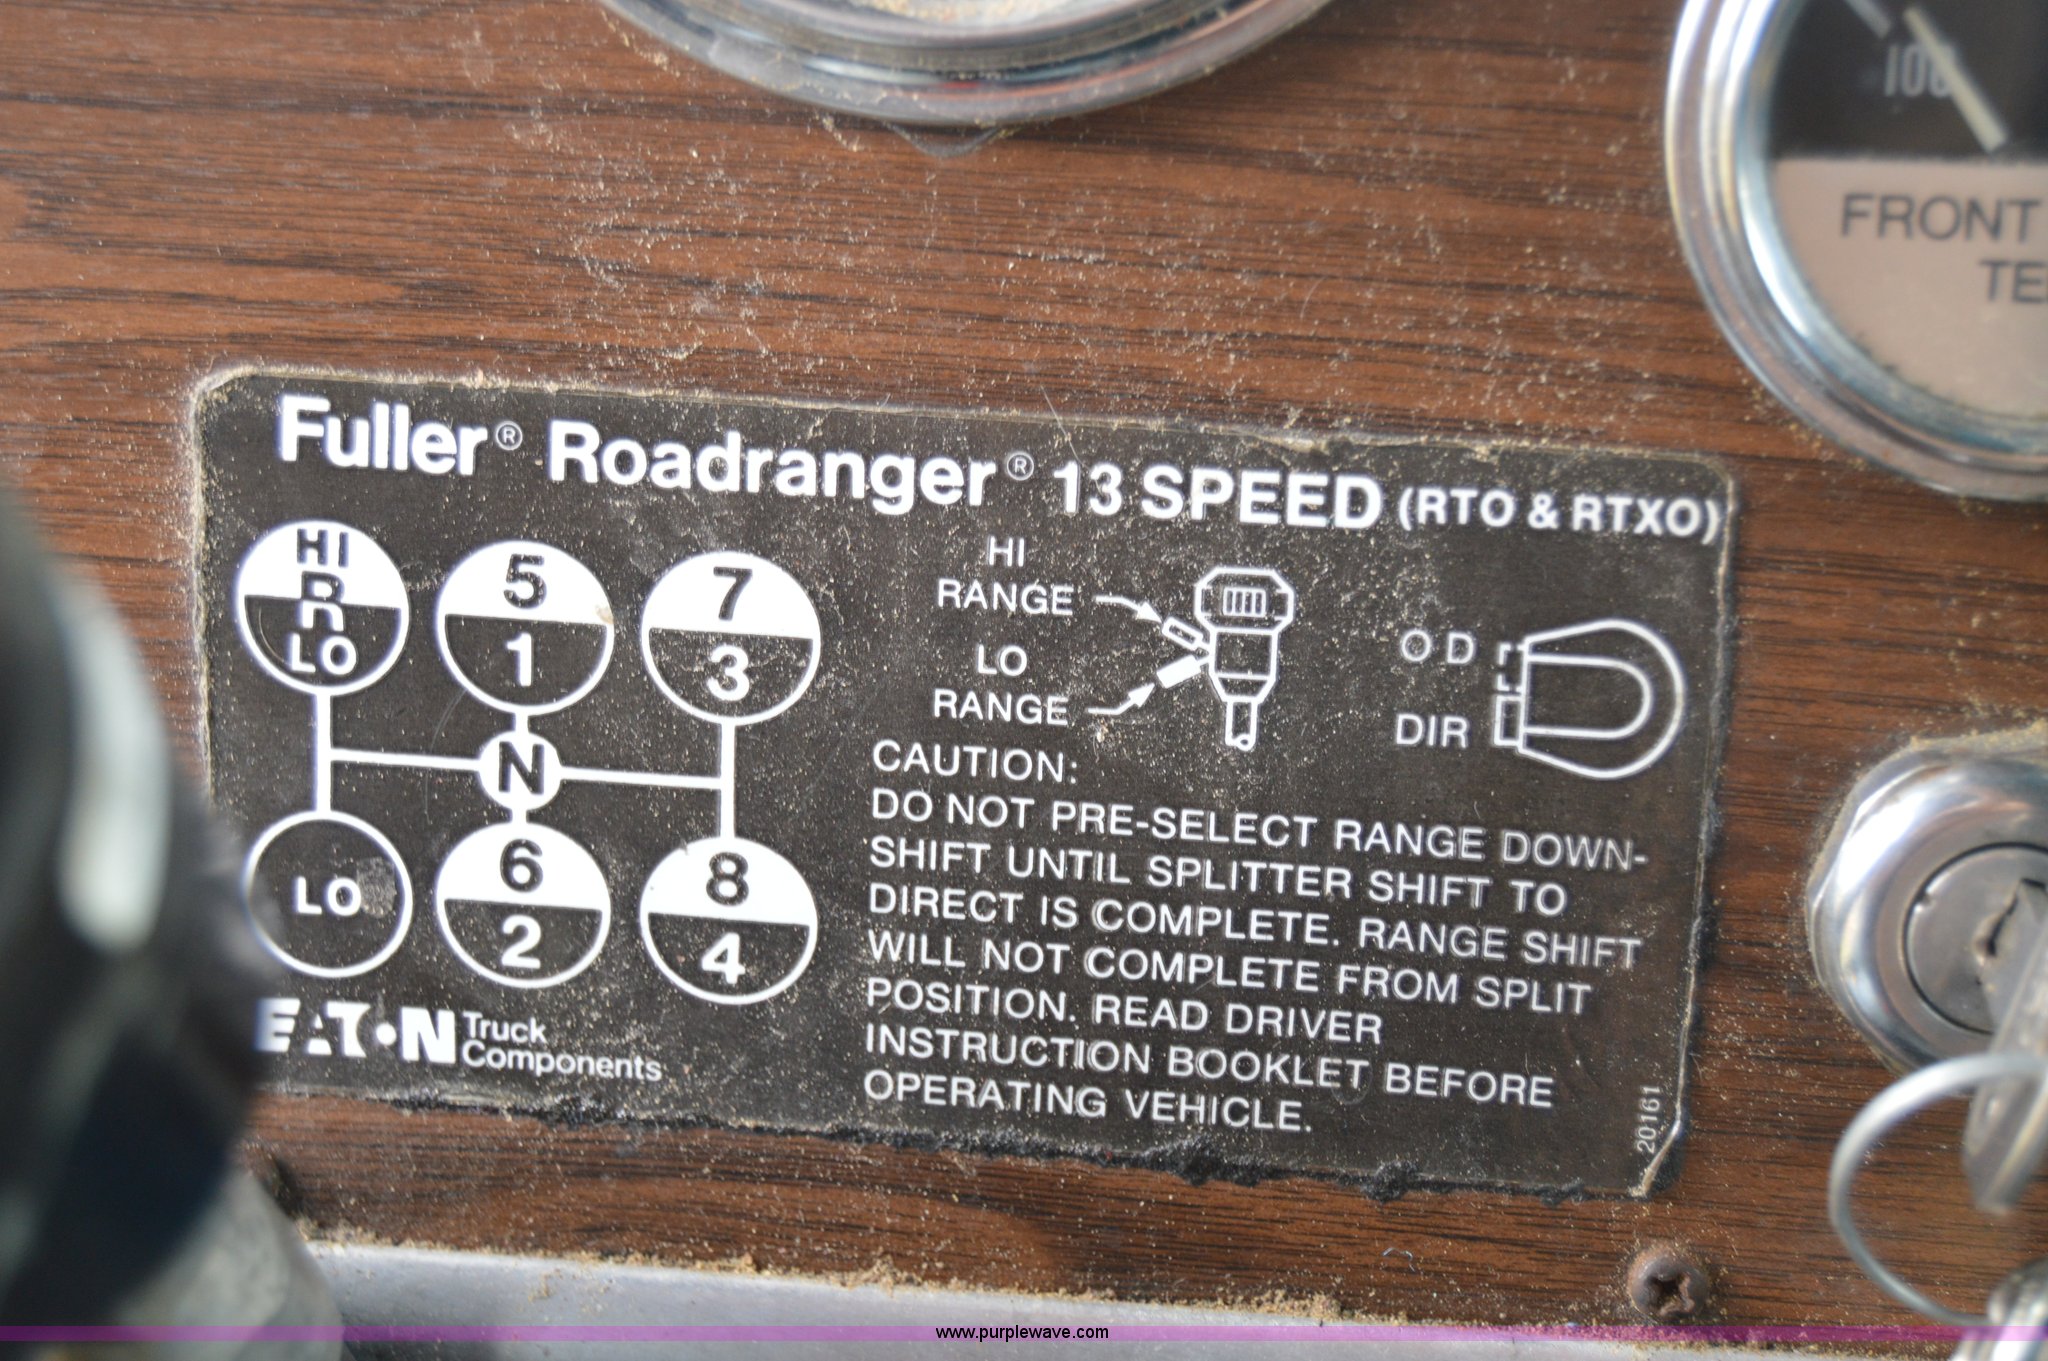 100
FRONT
Fuller® Roadranger® 13 SPEED (RTO & RTXO)
HI
R
LO
5
1
7
3
N
LO
6
2
8
4
HI
RANGE
LO
RANGE
O D
DIR
CAUTION:
DO NOT PRE-SELECT RANGE DOWN-
SHIFT UNTIL SPLITTER SHIFT TO
DIRECT IS COMPLETE. RANGE SHIFT
WILL NOT COMPLETE FROM SPLIT
POSITION. READ DRIVER
INSTRUCTION BOOKLET BEFORE
OPERATING VEHICLE.
EATON Truck
Components
20161
www.purplewave.com